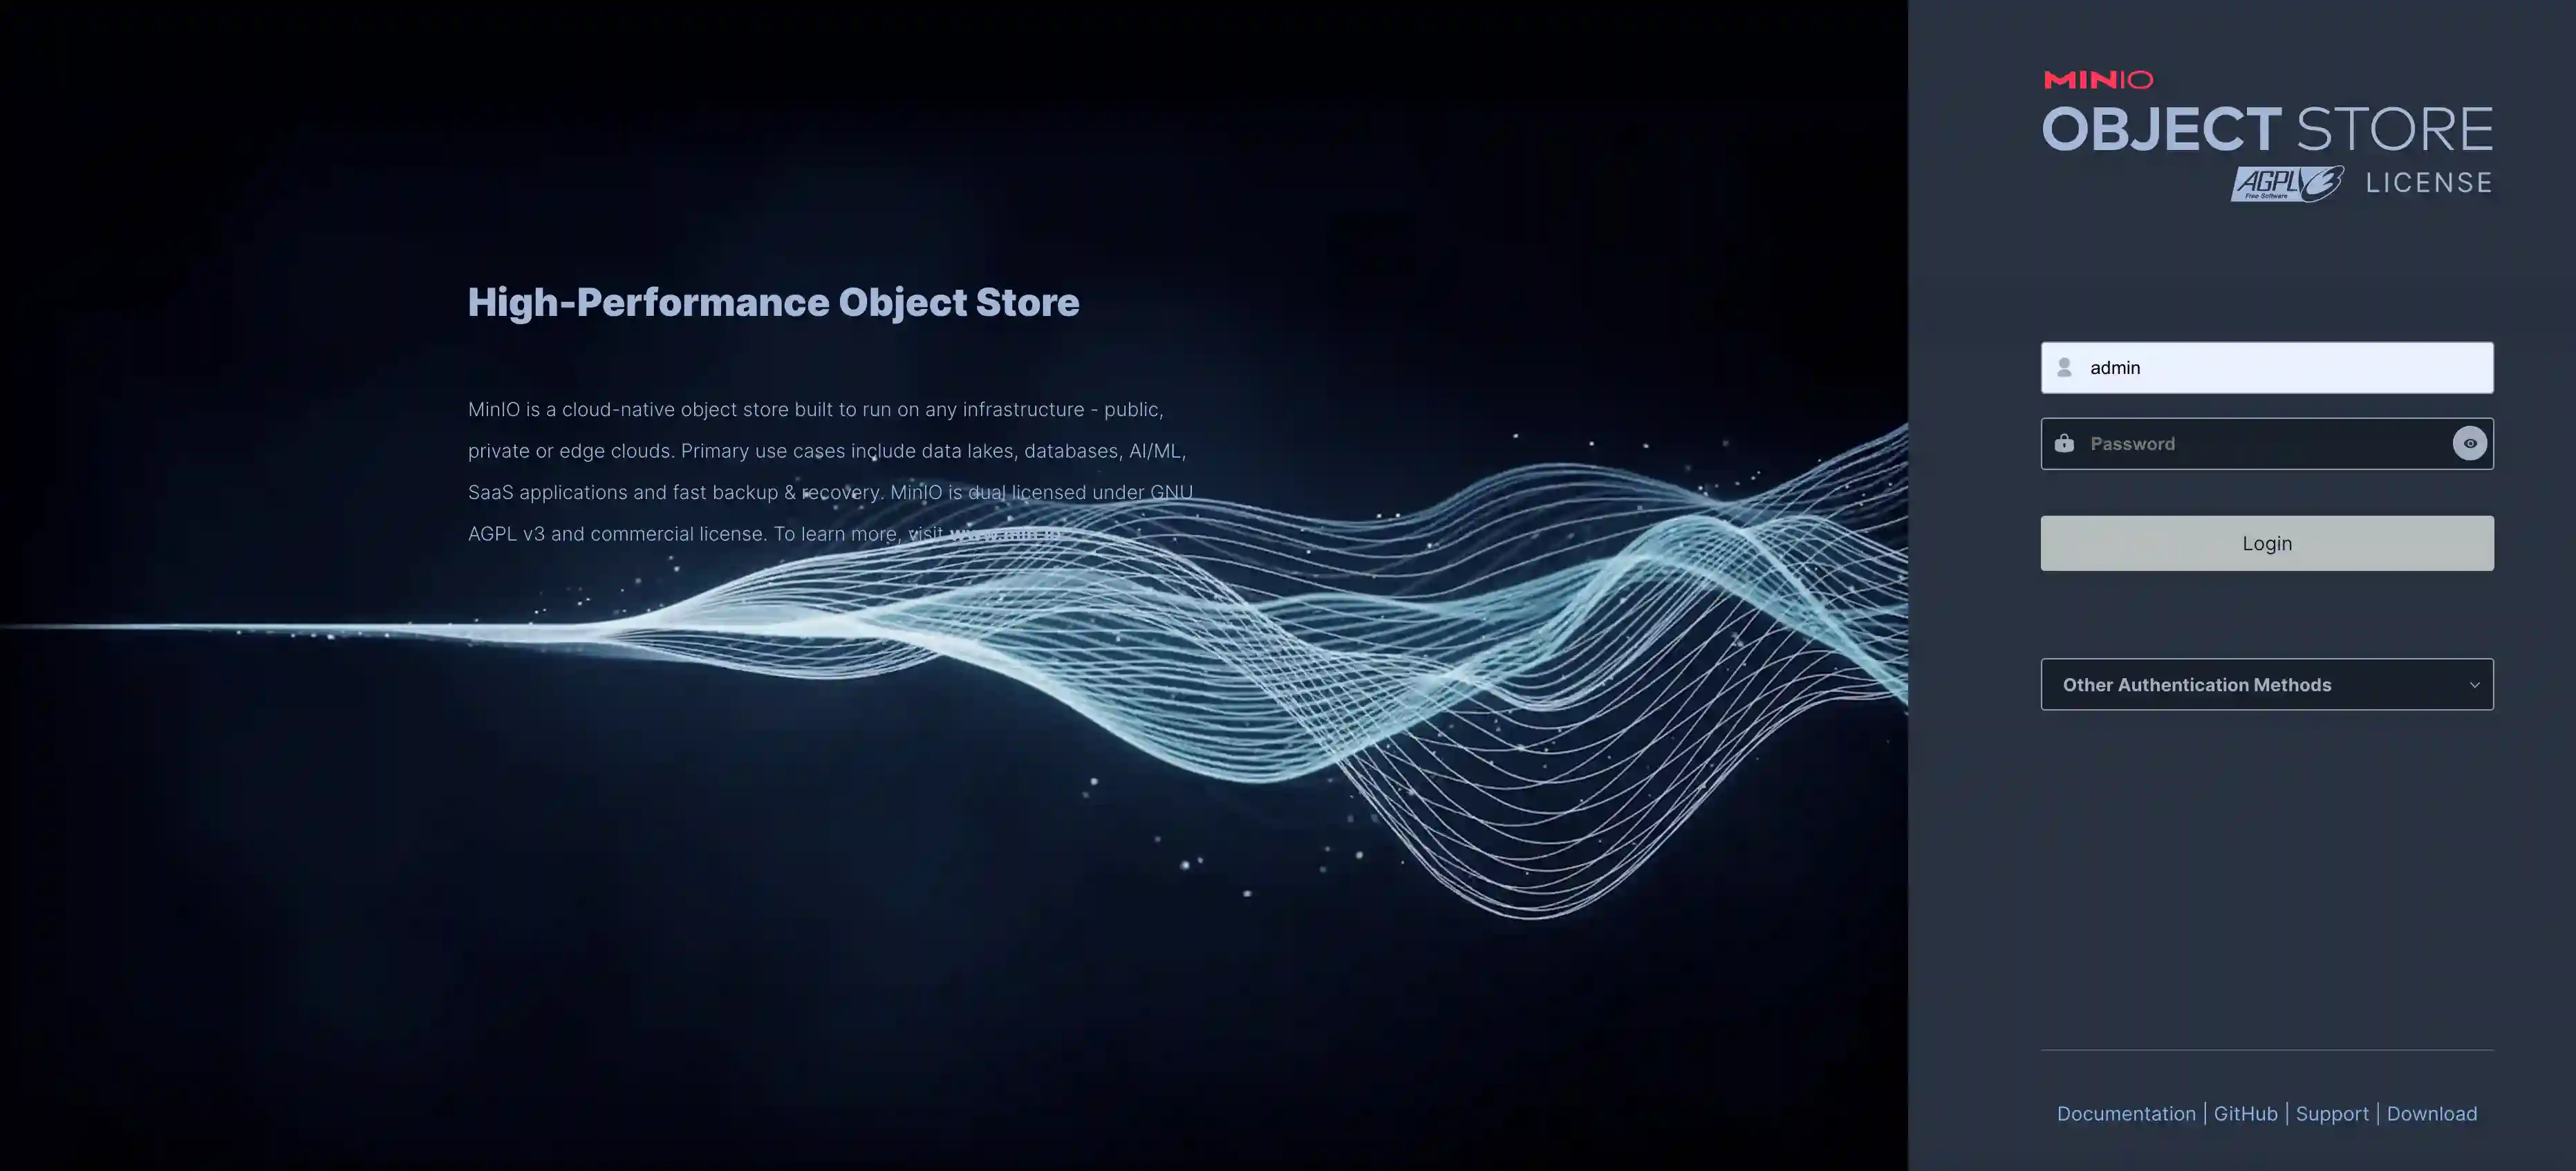 High-Performance Object Store
MinIO is a cloud-native object store built to run on any infrastructure - public,
private or edge clouds. Primary use cases include data lakes, databases, AI/ML,
SaaS applications and fast backup & recovery. MinIO is dual licensed under GNU
AGPL v3 and commercial license. To learn more, visit www.min.io.
MINIO
OBJECT STORE
AGPLv3 LICENSE
Free Software
admin
Password
Login
Other Authentication Methods
Documentation | GitHub | Support | Download